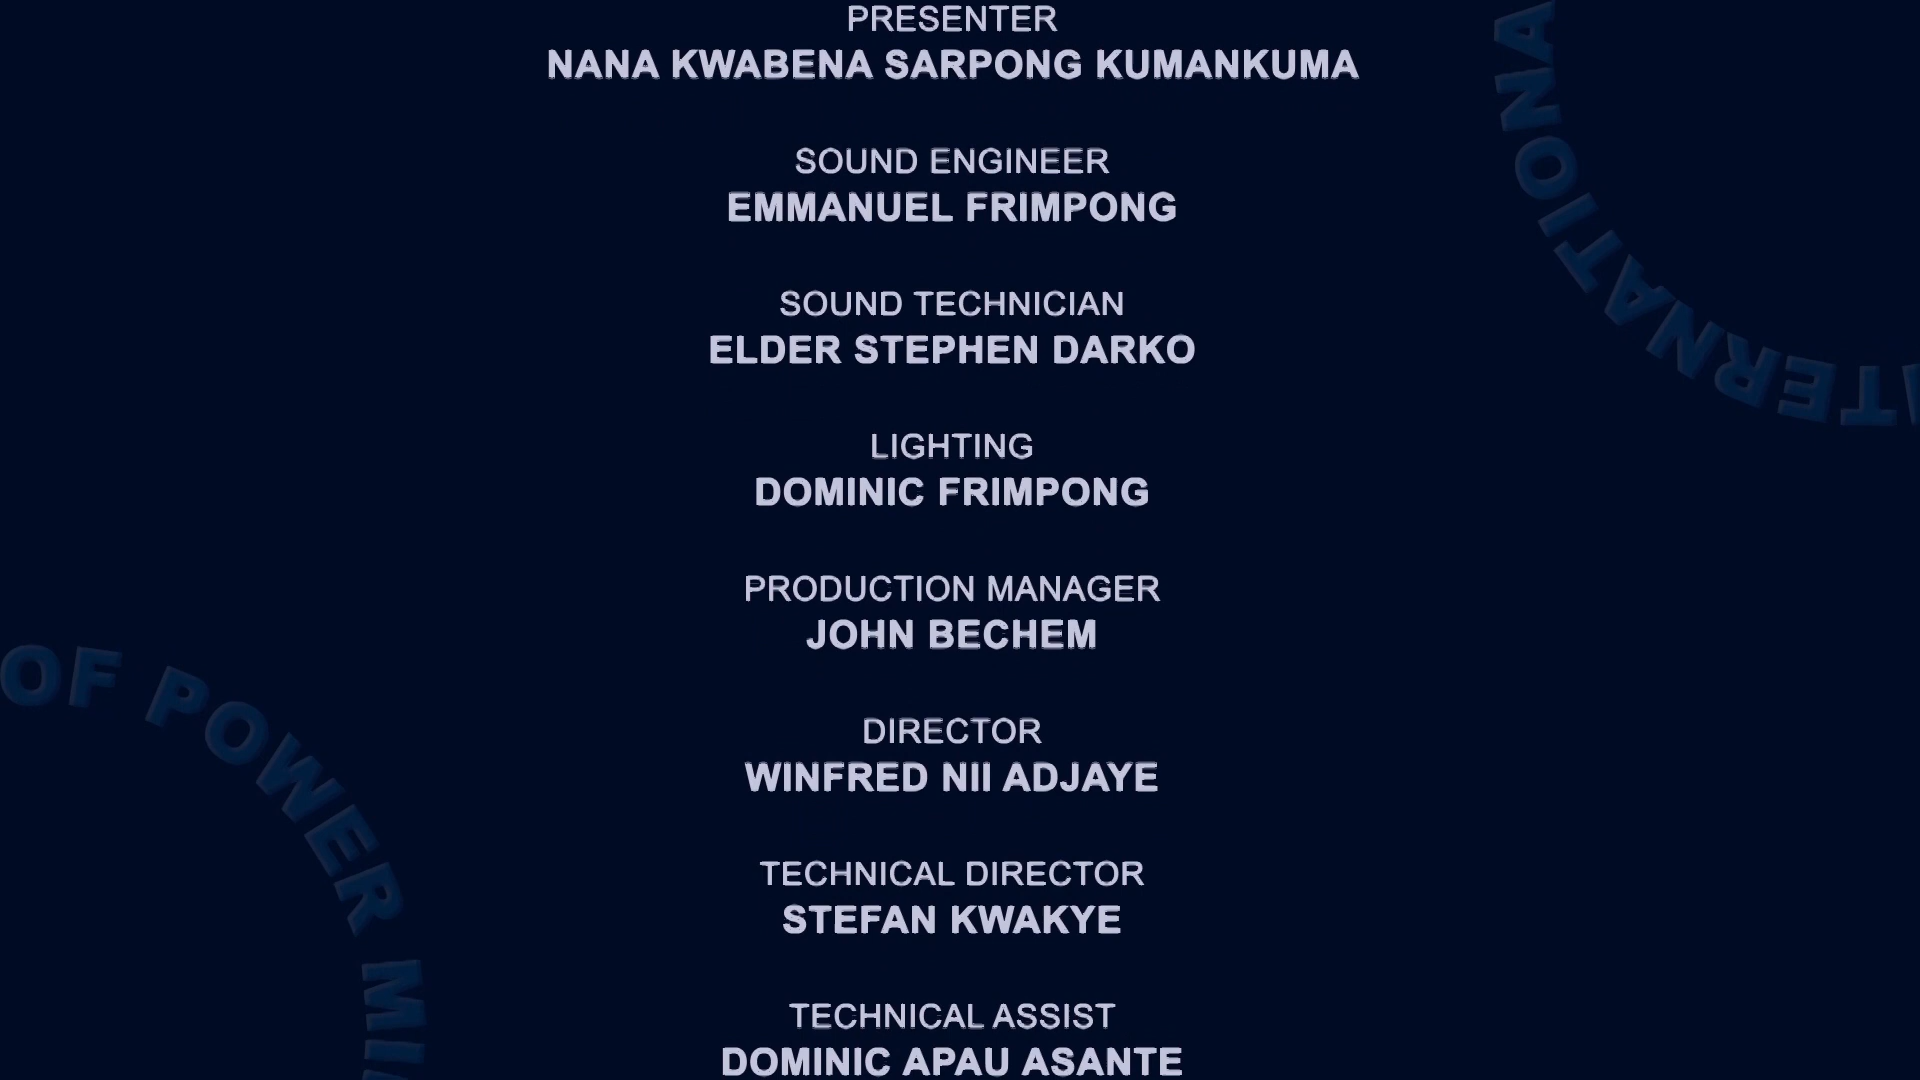 PRESENTER
NANA KWABENA SARPONG KUMANKUMA
SOUND ENGINEER
EMMANUEL FRIMPONG
SOUND TECHNICIAN
ELDER STEPHEN DARKO
LIGHTING
DOMINIC FRIMPONG
PRODUCTION MANAGER
JOHN BECHEM
DIRECTOR
WINFRED NII ADJAYE
TECHNICAL DIRECTOR
STEFAN KWAKYE
TECHNICAL ASSIST
DOMINIC APAU ASANTE
OF POWER